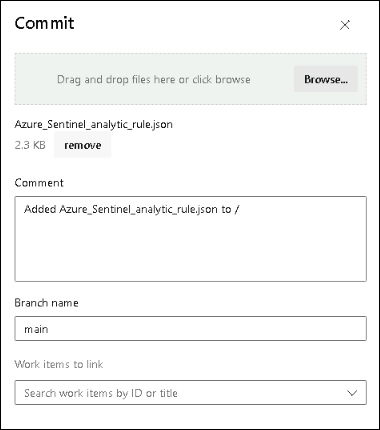 Commit
Drag and drop files here or click browse
Browse...
Azure_Sentinel_analytic_rule.json
2.3 KB remove
Comment
Added Azure_Sentinel_analytic_rule.json to /
Branch name
main
Work items to link
Search work items by ID or title